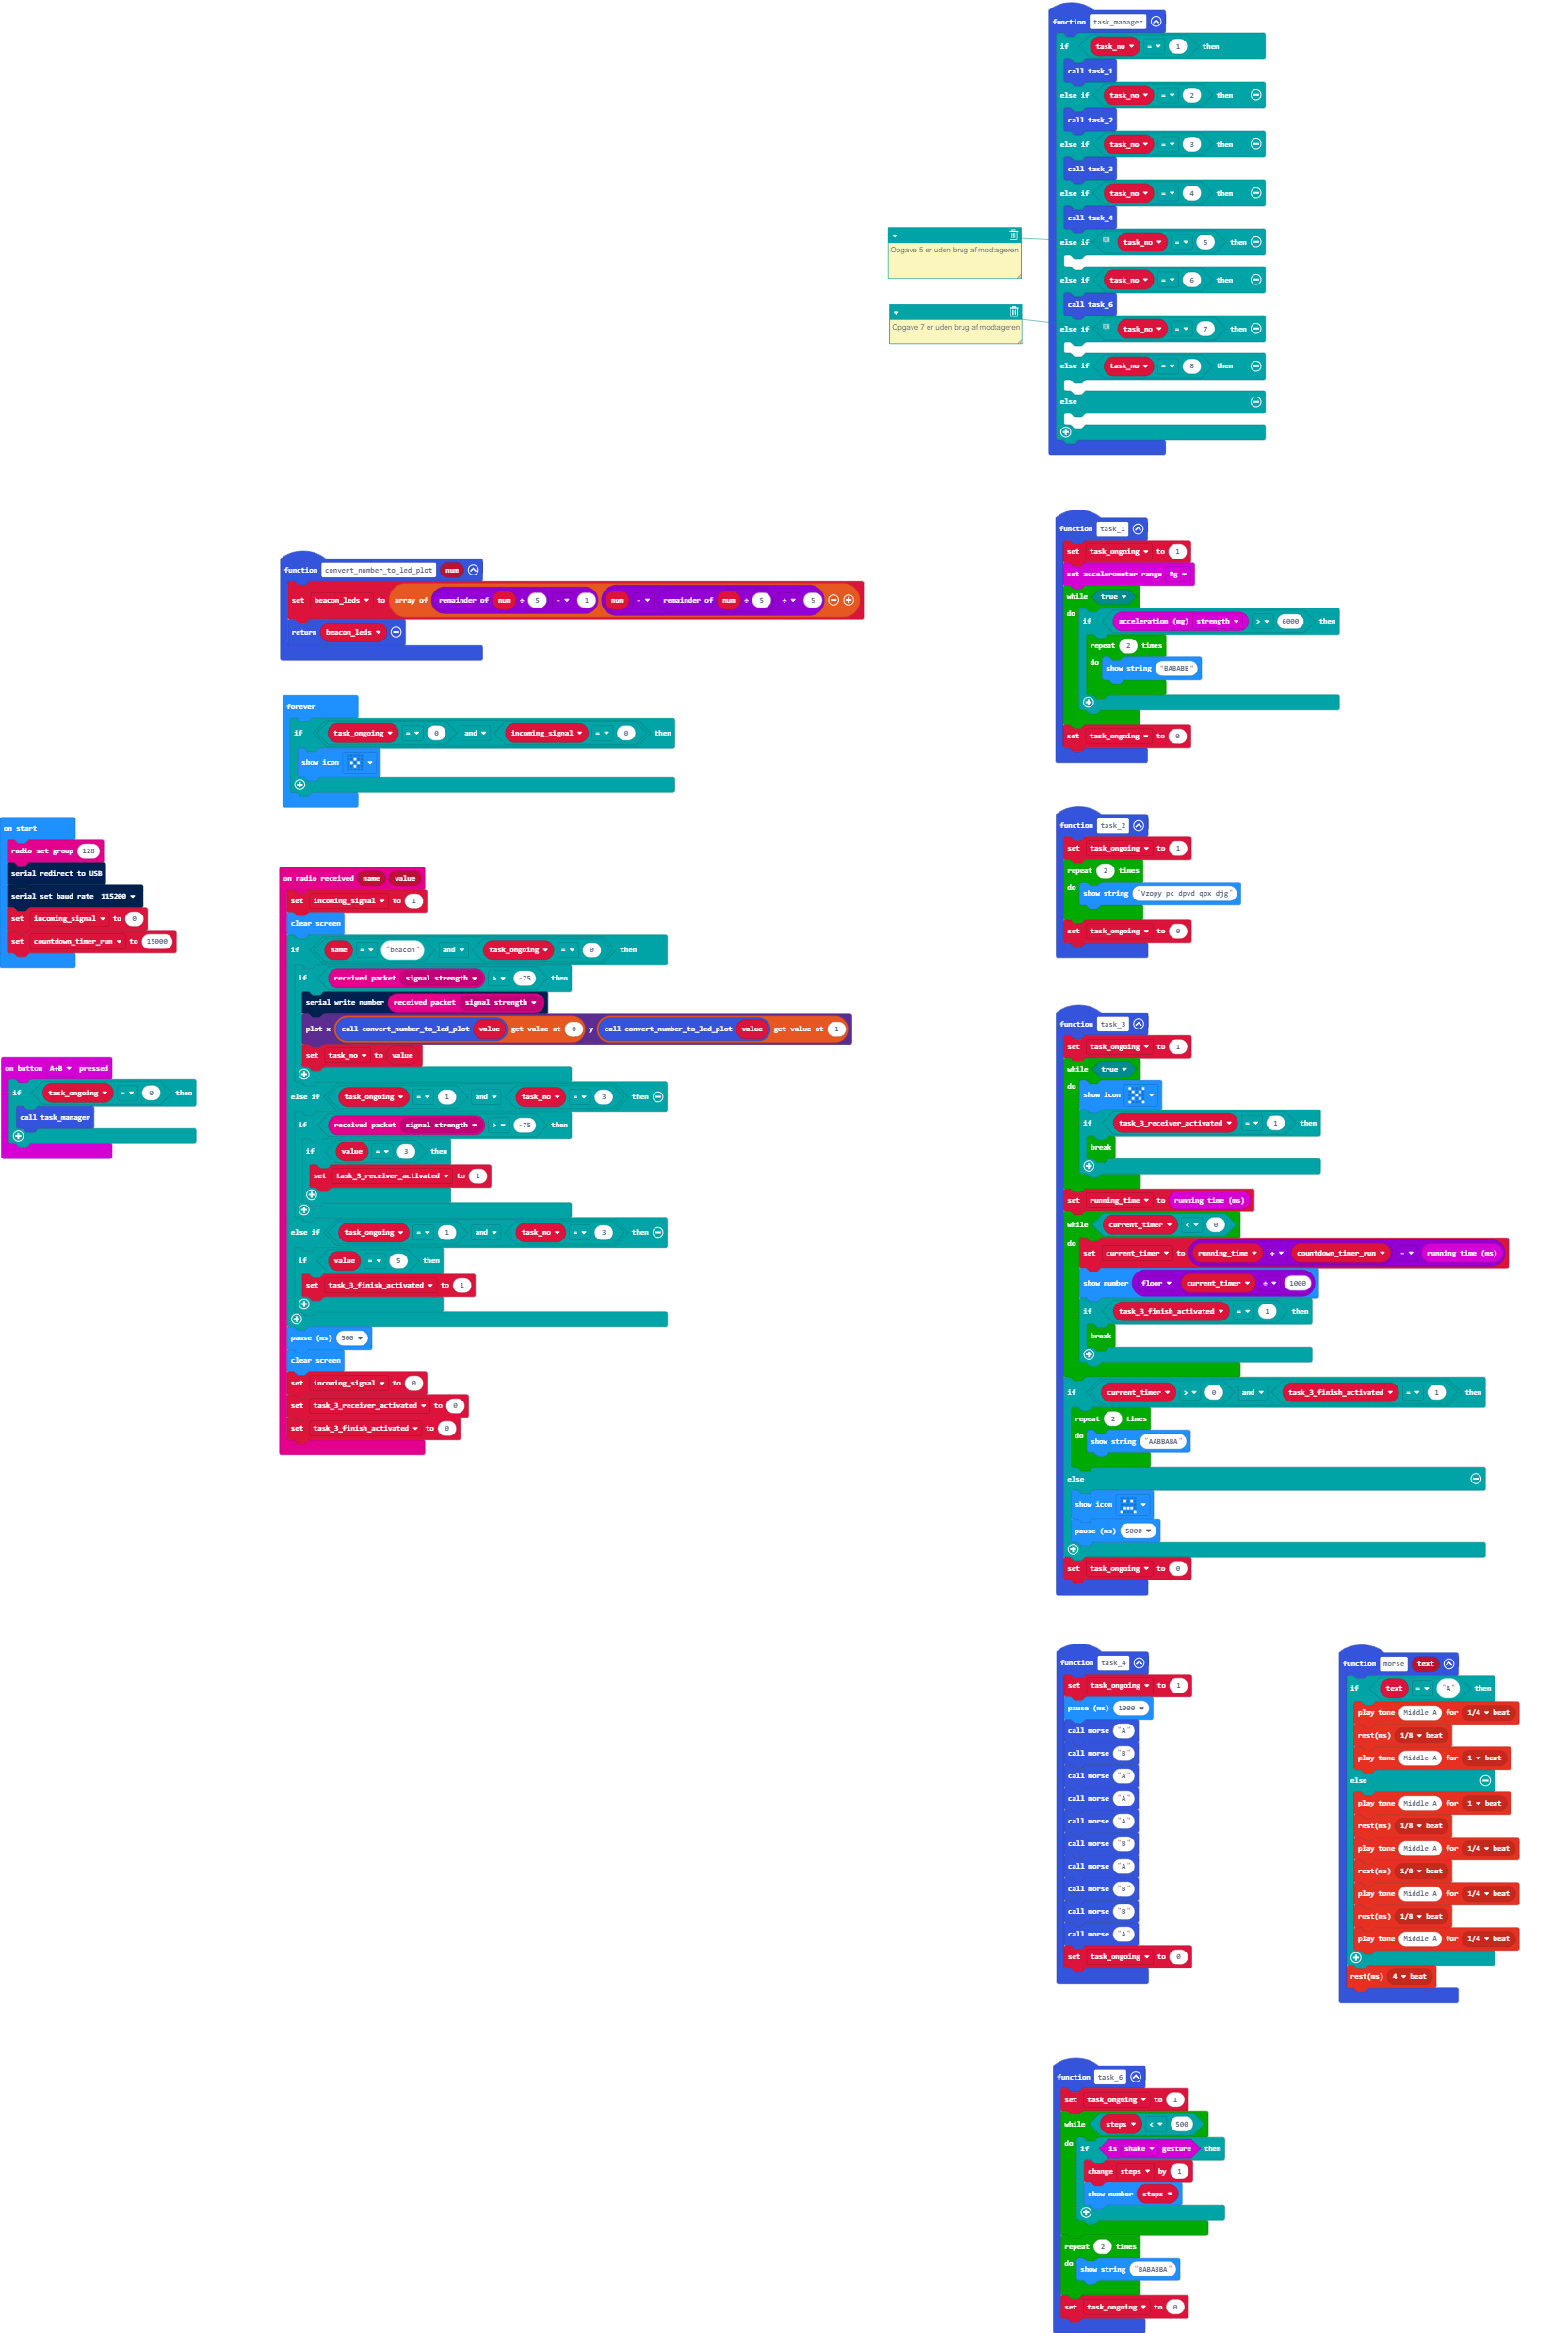 function task_manager
if task_no = 1 then
call task_1
else if task_no = 2 then
call task_2
else if task_no = 3 then
call task_3
else if task_no = 4 then
call task_4
else if task_no = 5 then
Opgave 5 er uden brug af modtageren
else if task_no = 6 then
call task_6
else if task_no = 7 then
Opgave 7 er uden brug af modtageren
else if task_no = 8 then
else
function convert_number_to_led_plot num
set beacon_leds to array of remainder of num ÷ 5 - 1 num - remainder of num ÷ 5 ÷ 5
return beacon_leds
forever
if task_ongoing = 0 and incoming_signal = 0 then
show icon
on start
radio set group 128
serial redirect to USB
serial set baud rate 115200
set incoming_signal to 0
set countdown_timer_run to 15000
on button A+B pressed
if task_ongoing = 0 then
call task_manager
on radio received name value
set incoming_signal to 1
clear screen
if name = "beacon" and task_ongoing = 0 then
if received packet signal strength > -75 then
serial write number received packet signal strength
plot x call convert_number_to_led_plot value get value at 0 y call convert_number_to_led_plot value get value at 1
set task_no to value
else if task_ongoing = 1 and task_no = 3 then
if received packet signal strength > -75 then
if value = 3 then
set task_3_receiver_activated to 1
else if task_ongoing = 1 and task_no = 3 then
if value = 5 then
set task_3_finish_activated to 1
pause (ms) 500
clear screen
set incoming_signal to 0
set task_3_receiver_activated to 0
set task_3_finish_activated to 0
function task_1
set task_ongoing to 1
set accelerometer range 8g
while true
do
if acceleration (mg) strength > 6000 then
repeat 2 times
do show string "BABABB"
set task_ongoing to 0
function task_2
set task_ongoing to 1
repeat 2 times
do show string "Vzopy pc dpvd qpx djg"
set task_ongoing to 0
function task_3
set task_ongoing to 1
while true
do show icon
if task_3_receiver_activated = 1 then
break
set running_time to running time (ms)
while current_timer < 0
do set current_timer to running_time + countdown_timer_run - running time (ms)
show number floor current_timer ÷ 1000
if task_3_finish_activated = 1 then
break
if current_timer > 0 and task_3_finish_activated = 1 then
repeat 2 times
do show string "AABBABA"
else
show icon
pause (ms) 5000
set task_ongoing to 0
function task_4
set task_ongoing to 1
pause (ms) 1000
call morse "A"
call morse "B"
call morse "A"
call morse "A"
call morse "A"
call morse "B"
call morse "A"
call morse "B"
call morse "B"
call morse "A"
set task_ongoing to 0
function morse text
if text = "A" then
play tone Middle A for 1/4 beat
rest(ms) 1/8 beat
play tone Middle A for 1 beat
else
play tone Middle A for 1 beat
rest(ms) 1/8 beat
play tone Middle A for 1/4 beat
rest(ms) 1/8 beat
play tone Middle A for 1/4 beat
rest(ms) 1/8 beat
play tone Middle A for 1/4 beat
rest(ms) 4 beat
function task_6
set task_ongoing to 1
while steps < 500
do if is shake gesture then
change steps by 1
show number steps
repeat 2 times
do show string "BABABBA"
set task_ongoing to 0